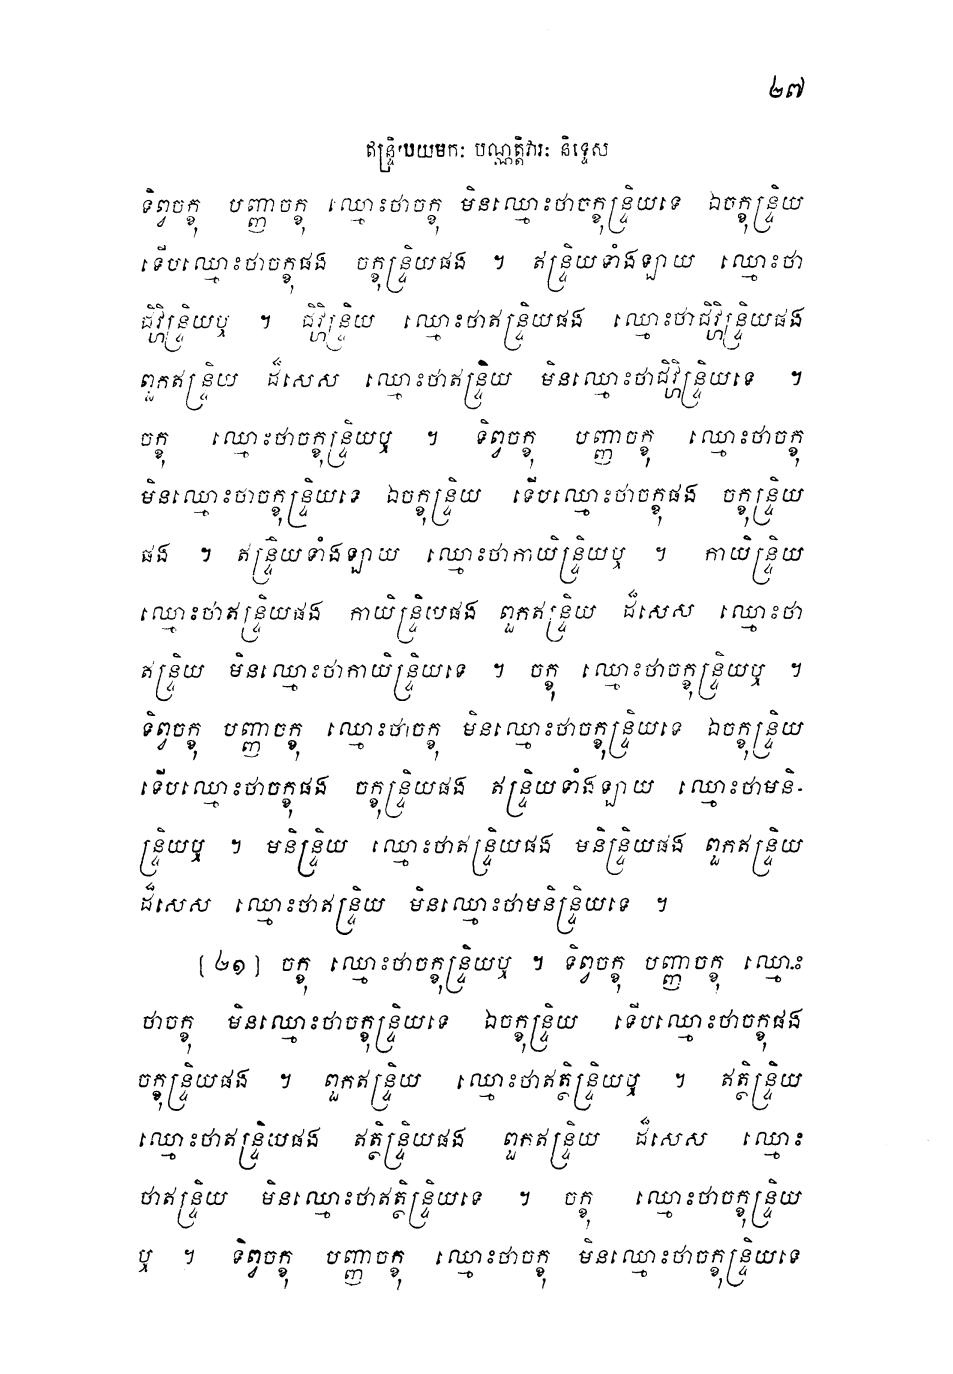 ២៧
ឥន្ទ្រិយយមក: បណ្ណត្តិវារ: និទ្ទេស
ទិព្វចក្ខុ បញ្ញាចក្ខុ ឈ្មោះថាចក្ខុ មិនឈ្មោះថាចក្ខុន្ទ្រិយទេ ឯចក្ខុន្ទ្រិយ
ទើបឈ្មោះថាចក្ខុផង ចក្ខុន្ទ្រិយផង ។ ឥន្ទ្រិយទាំងឡាយ ឈ្មោះថា
ជិវ្ហិន្ទ្រិយឬ ។ ជិវ្ហិន្ទ្រិយ ឈ្មោះថាឥន្ទ្រិយផង ឈ្មោះថាជិវ្ហិន្ទ្រិយផង
ពួកឥន្ទ្រិយ ដ៏សេស ឈ្មោះថាឥន្ទ្រិយ មិនឈ្មោះថាជិវ្ហិន្ទ្រិយទេ ។
ចក្ខុ ឈ្មោះថាចក្ខុន្ទ្រិយឬ ។ ទិព្វចក្ខុ បញ្ញាចក្ខុ ឈ្មោះថាចក្ខុ
មិនឈ្មោះថាចក្ខុន្ទ្រិយទេ ឯចក្ខុន្ទ្រិយ ទើបឈ្មោះថាចក្ខុផង ចក្ខុន្ទ្រិយ
ផង ។ ឥន្ទ្រិយទាំងឡាយ ឈ្មោះថាកាយិន្ទ្រិយឬ ។ កាយិន្ទ្រិយ
ឈ្មោះថាឥន្ទ្រិយផង កាយិន្ទ្រិយផង ពួកឥន្ទ្រិយ ដ៏សេស ឈ្មោះថា
ឥន្ទ្រិយ មិនឈ្មោះថាកាយិន្ទ្រិយទេ ។ ចក្ខុ ឈ្មោះថាចក្ខុន្ទ្រិយឬ ។
ទិព្វចក្ខុ បញ្ញាចក្ខុ ឈ្មោះថាចក្ខុ មិនឈ្មោះថាចក្ខុន្ទ្រិយទេ ឯចក្ខុន្ទ្រិយ
ទើបឈ្មោះថាចក្ខុផង ចក្ខុន្ទ្រិយផង ឥន្ទ្រិយទាំងឡាយ ឈ្មោះថាមនិ-
ន្ទ្រិយឬ ។ មនិន្ទ្រិយ ឈ្មោះថាឥន្ទ្រិយផង មនិន្ទ្រិយផង ពួកឥន្ទ្រិយ
ដ៏សេស ឈ្មោះថាឥន្ទ្រិយ មិនឈ្មោះថាមនិន្ទ្រិយទេ ។
[២១] ចក្ខុ ឈ្មោះថាចក្ខុន្ទ្រិយឬ ។ ទិព្វចក្ខុ បញ្ញាចក្ខុ ឈ្មោះ
ថាចក្ខុ មិនឈ្មោះថាចក្ខុន្ទ្រិយទេ ឯចក្ខុន្ទ្រិយ ទើបឈ្មោះថាចក្ខុផង
ចក្ខុន្ទ្រិយផង ។ ពួកឥន្ទ្រិយ ឈ្មោះថាឥត្ថិន្ទ្រិយឬ ។ ឥត្ថិន្ទ្រិយ
ឈ្មោះថាឥន្ទ្រិយផង ឥត្ថិន្ទ្រិយផង ពួកឥន្ទ្រិយ ដ៏សេស ឈ្មោះ
ថាឥន្ទ្រិយ មិនឈ្មោះថាឥត្ថិន្ទ្រិយទេ ។ ចក្ខុ ឈ្មោះថាចក្ខុន្ទ្រិយ
ឬ ។ ទិព្វចក្ខុ បញ្ញាចក្ខុ ឈ្មោះថាចក្ខុ មិនឈ្មោះថាចក្ខុន្ទ្រិយទេ